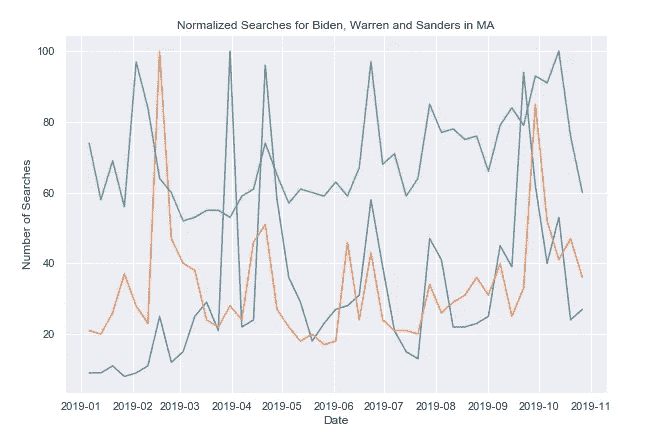 Normalized Searches for Biden, Warren and Sanders in MA
100
80
60
40
20
Number of Searches
2019-01 2019-02 2019-03 2019-04 2019-05 2019-06 2019-07 2019-08 2019-09 2019-10 2019-11
Date